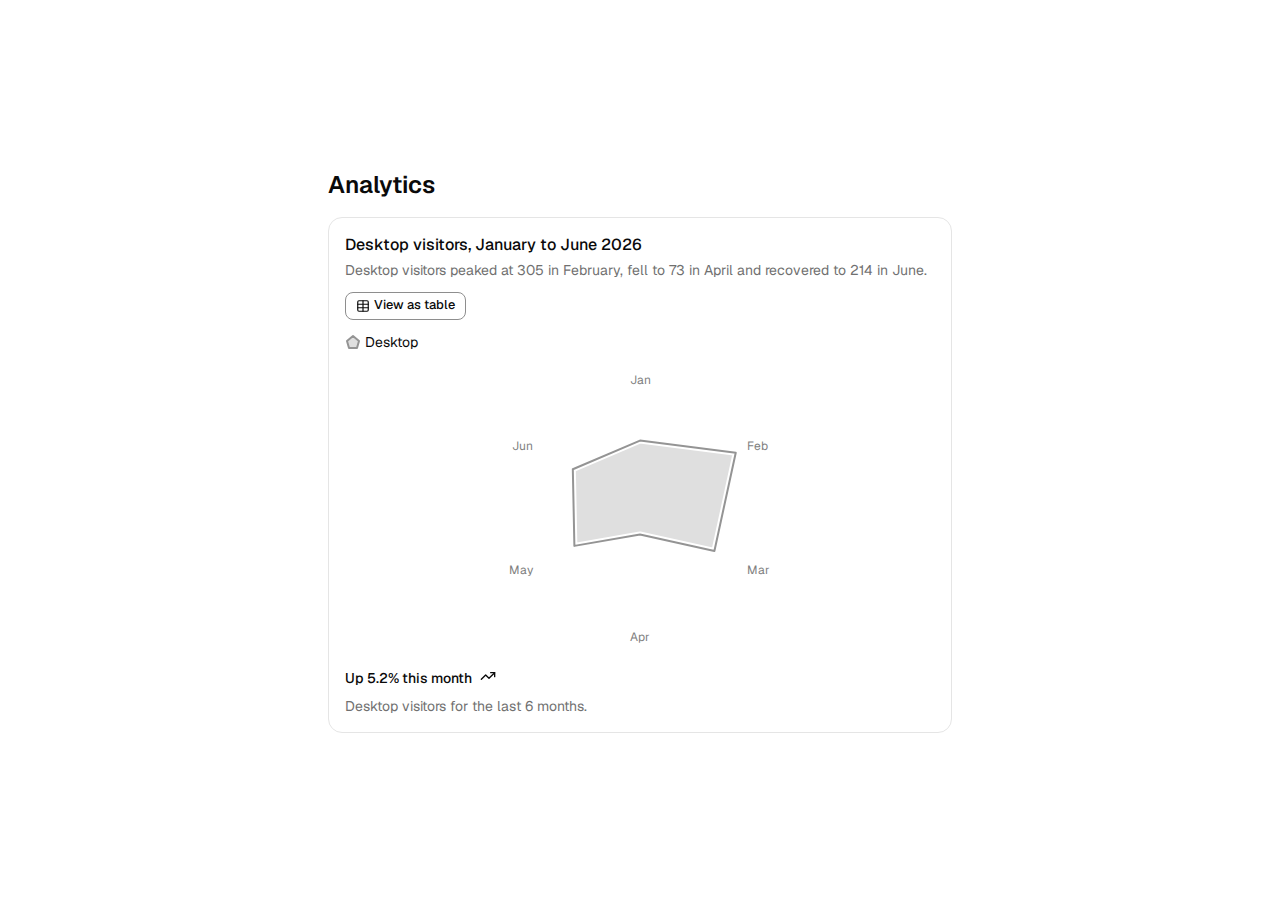 Analytics
Desktop visitors, January to June 2026
Desktop visitors peaked at 305 in February, fell to 73 in April and recovered to 214 in June.
View as table
Desktop
Jan
Jun
Feb
May
Mar
Apr
Up 5.2% this month
Desktop visitors for the last 6 months.